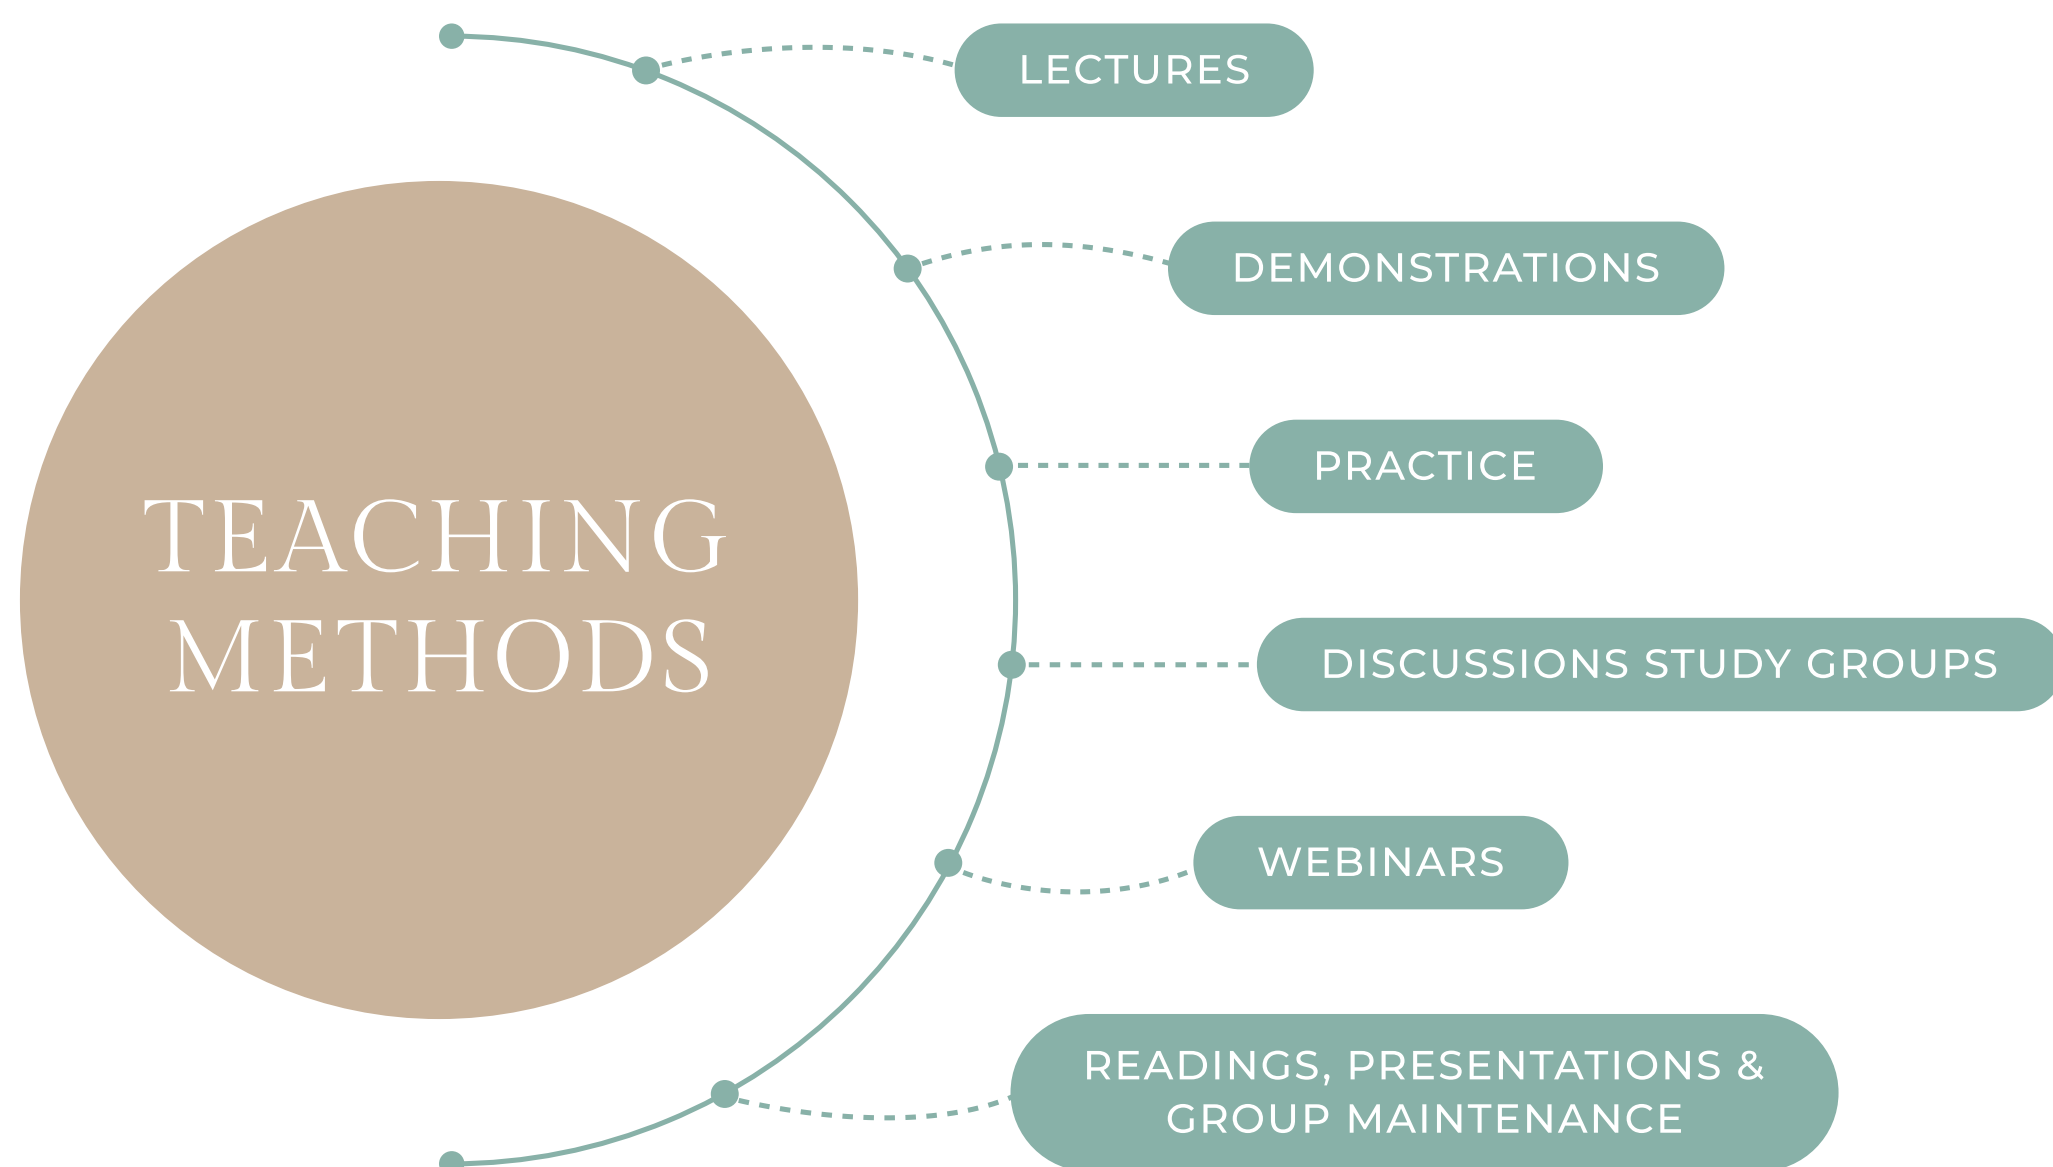 TEACHING
METHODS
LECTURES
DEMONSTRATIONS
PRACTICE
DISCUSSIONS STUDY GROUPS
WEBINARS
READINGS, PRESENTATIONS &
GROUP MAINTENANCE